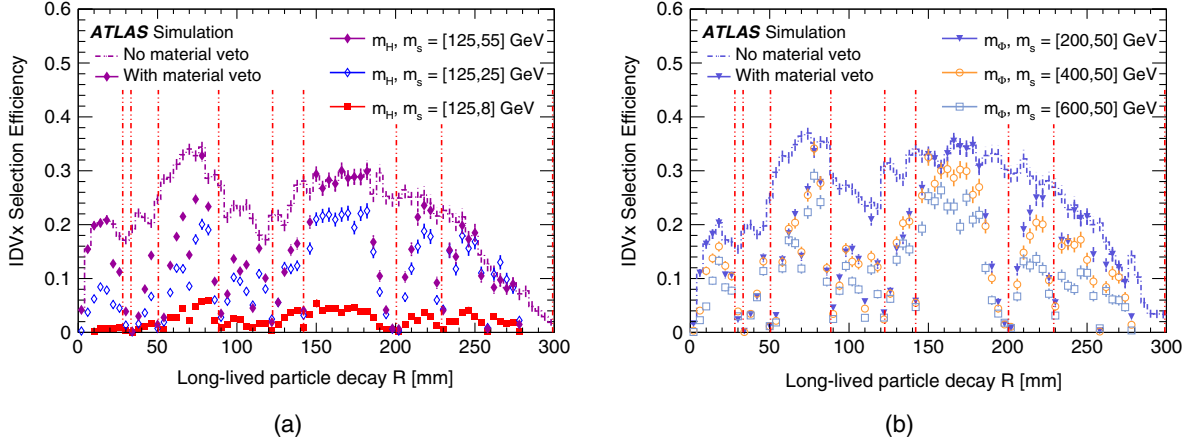 ATLAS Simulation
No material veto
With material veto
m_H, m_s = [125,55] GeV
m_H, m_s = [125,25] GeV
m_H, m_s = [125,8] GeV
IDVx Selection Efficiency
0.6
0.5
0.4
0.3
0.2
0.1
0
0 50 100 150 200 250 300
Long-lived particle decay R [mm]
(a)
ATLAS Simulation
No material veto
With material veto
m_Φ, m_s = [200,50] GeV
m_Φ, m_s = [400,50] GeV
m_Φ, m_s = [600,50] GeV
IDVx Selection Efficiency
0.6
0.5
0.4
0.3
0.2
0.1
0
0 50 100 150 200 250 300
Long-lived particle decay R [mm]
(b)